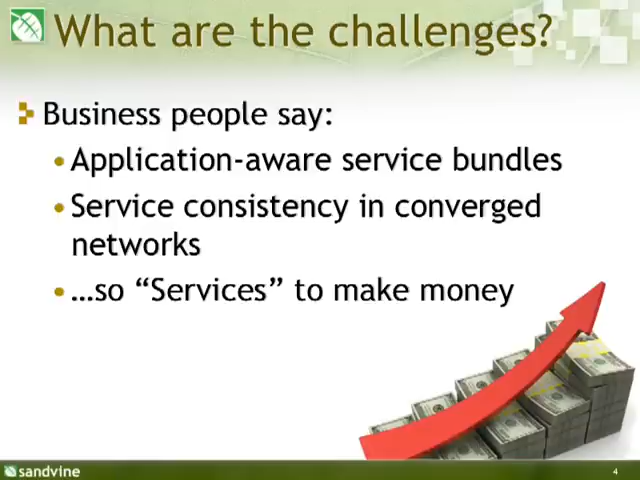 What are the challenges?
Business people say:
•Application-aware service bundles
•Service consistency in converged
networks
•…so “Services” to make money
sandvine
4